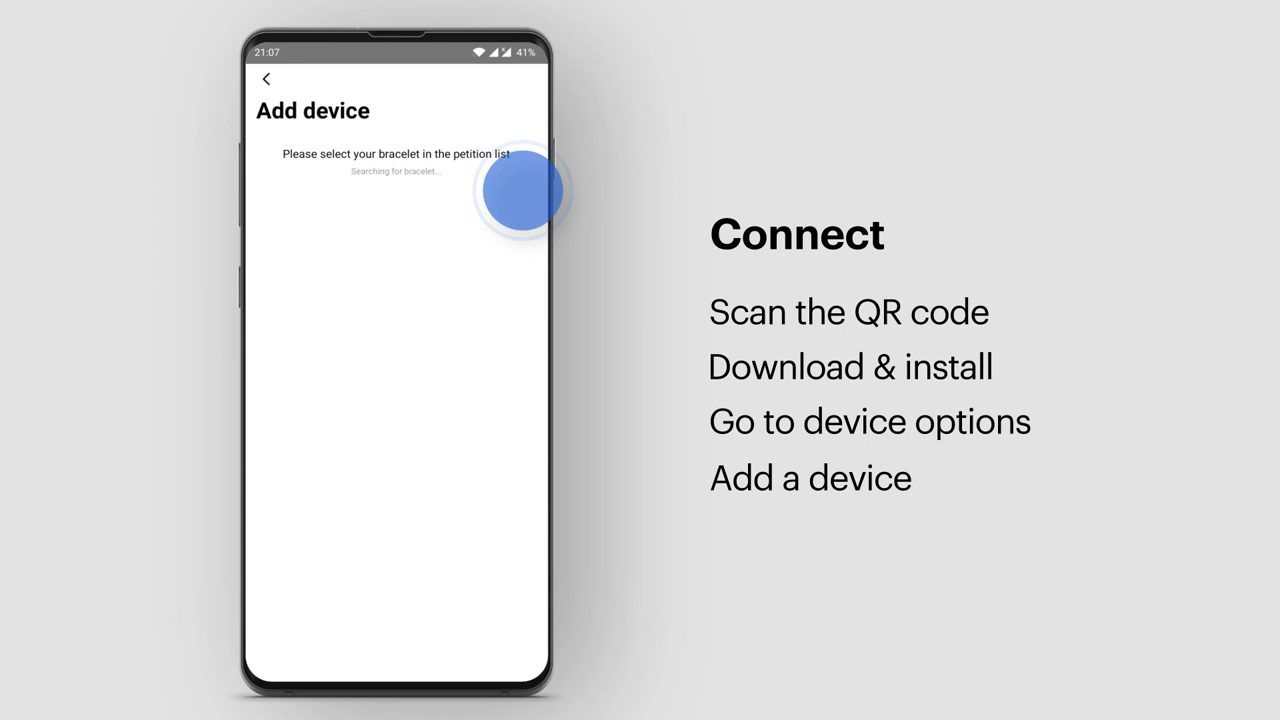 21:07
41%
Add device
Please select your bracelet in the petition list
Searching for bracelet...
Connect
Scan the QR code
Download & install
Go to device options
Add a device